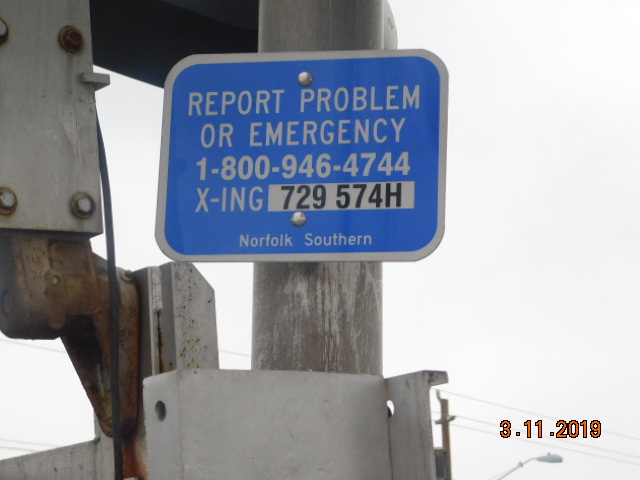 REPORT PROBLEM
OR EMERGENCY
1-800-946-4744
X-ING 729 574H
Norfolk Southern
3.11.2019